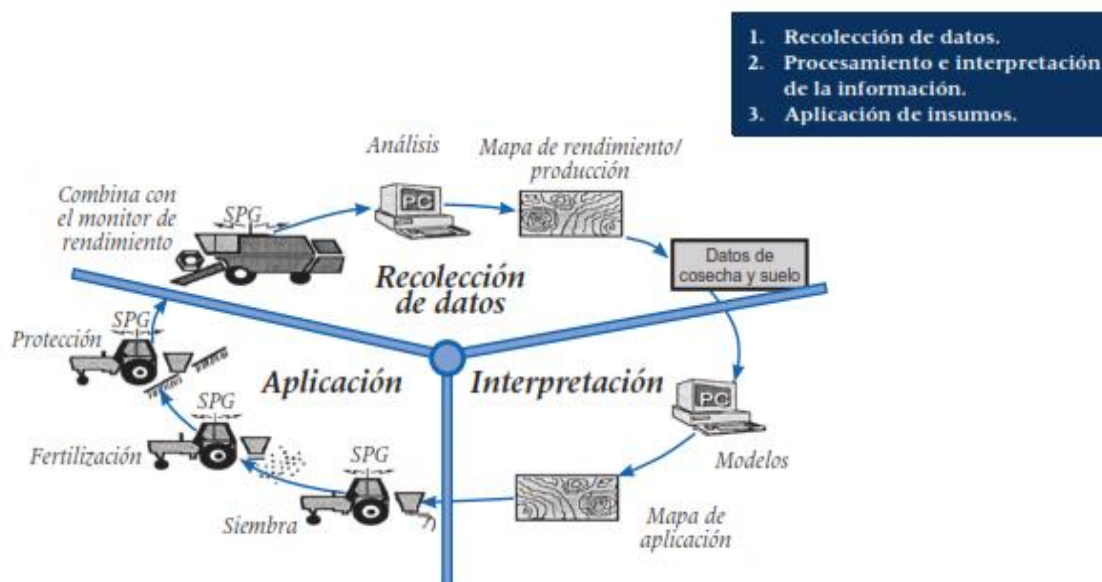 1. Recolección de datos.
2. Procesamiento e interpretación
de la información.
3. Aplicación de insumos.
Análisis
Mapa de rendimiento/
producción
Combina con
el monitor de
rendimiento
SPG
PC
Datos de
cosecha y suelo
Recolección
de datos
SPG
Protección
Aplicación
Interpretación
SPG
PC
Fertilización
SPG
Modelos
Siembra
Mapa de
aplicación